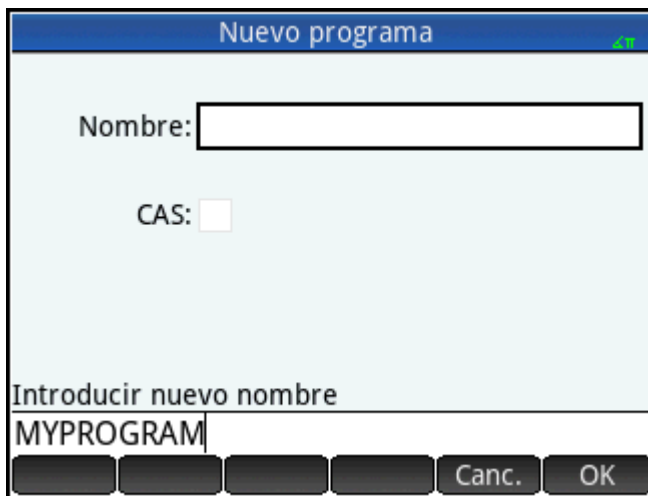 Nuevo programa
∡π
Nombre:
CAS:
Introducir nuevo nombre
MYPROGRAM
Canc. OK